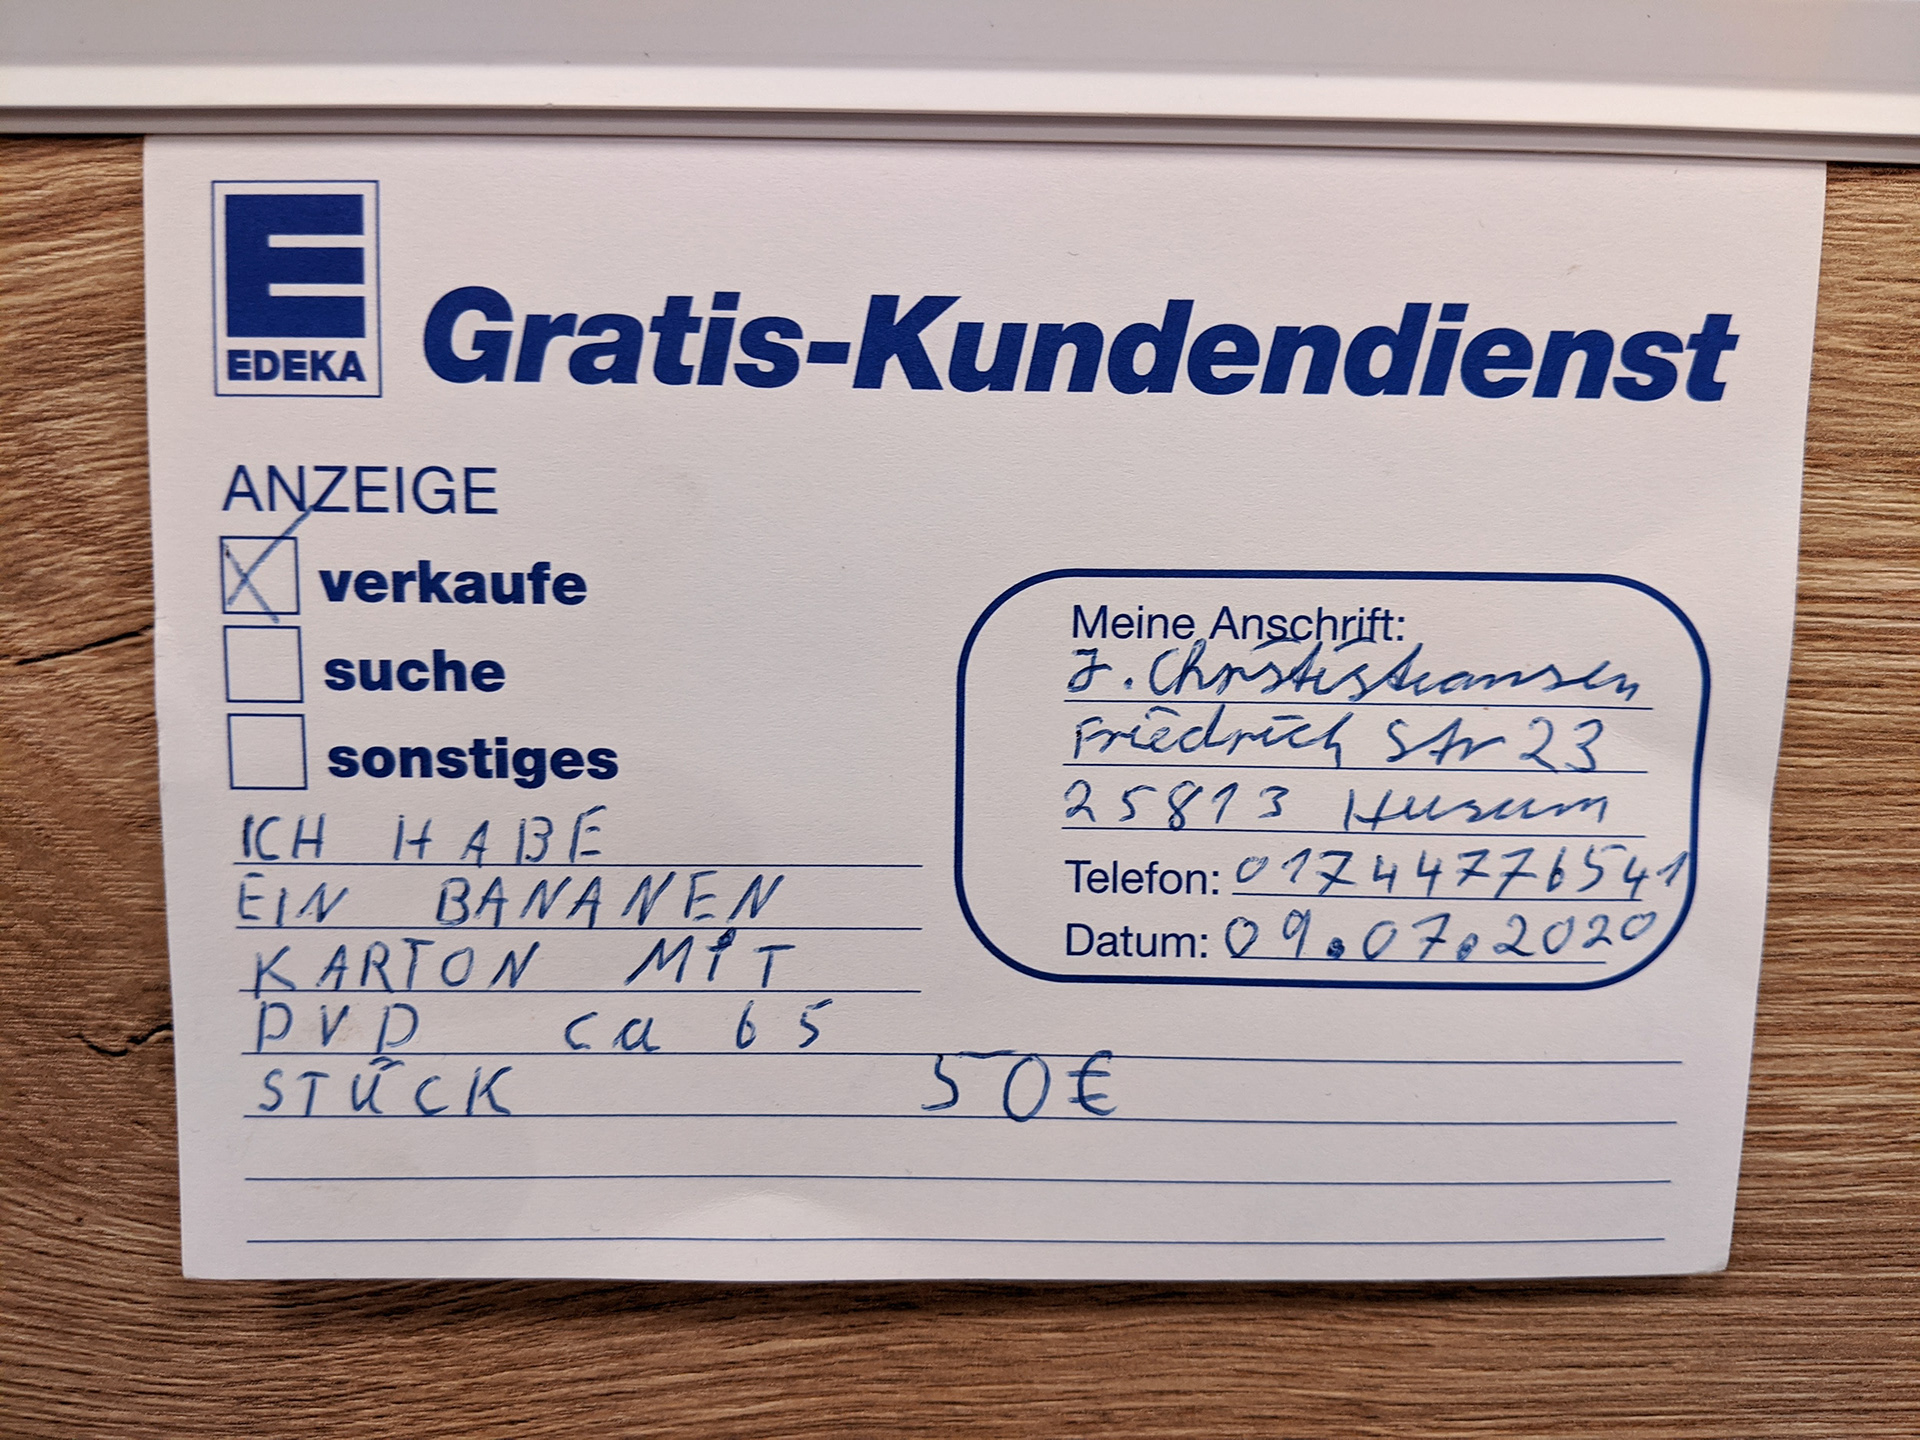 EDEKA
Gratis-Kundendienst
ANZEIGE
verkaufe
suche
sonstiges
ICH HABE
EIN BANANEN
KARTON MIT
DVD ca 65
STÜCK 50€
Meine Anschrift:
J.
Friedrich Str 23
25813 Husum
Telefon: 01744776541
Datum: 09.07.2020